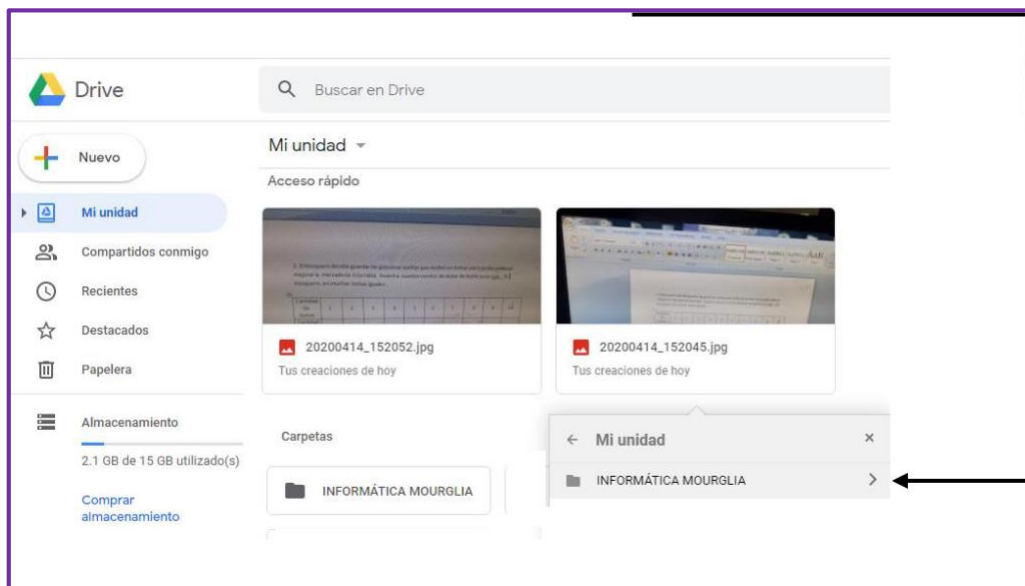 Drive
Buscar en Drive
Nuevo
Mi unidad
Compartidos conmigo
Recientes
Destacados
Papelera
Almacenamiento
2.1 GB de 15 GB utilizado(s)
Comprar
almacenamiento
Mi unidad
Acceso rápido
20200414_152052.jpg
Tus creaciones de hoy
20200414_152045.jpg
Tus creaciones de hoy
Carpetas
INFORMÁTICA MOURGLIA
Mi unidad
INFORMÁTICA MOURGLIA